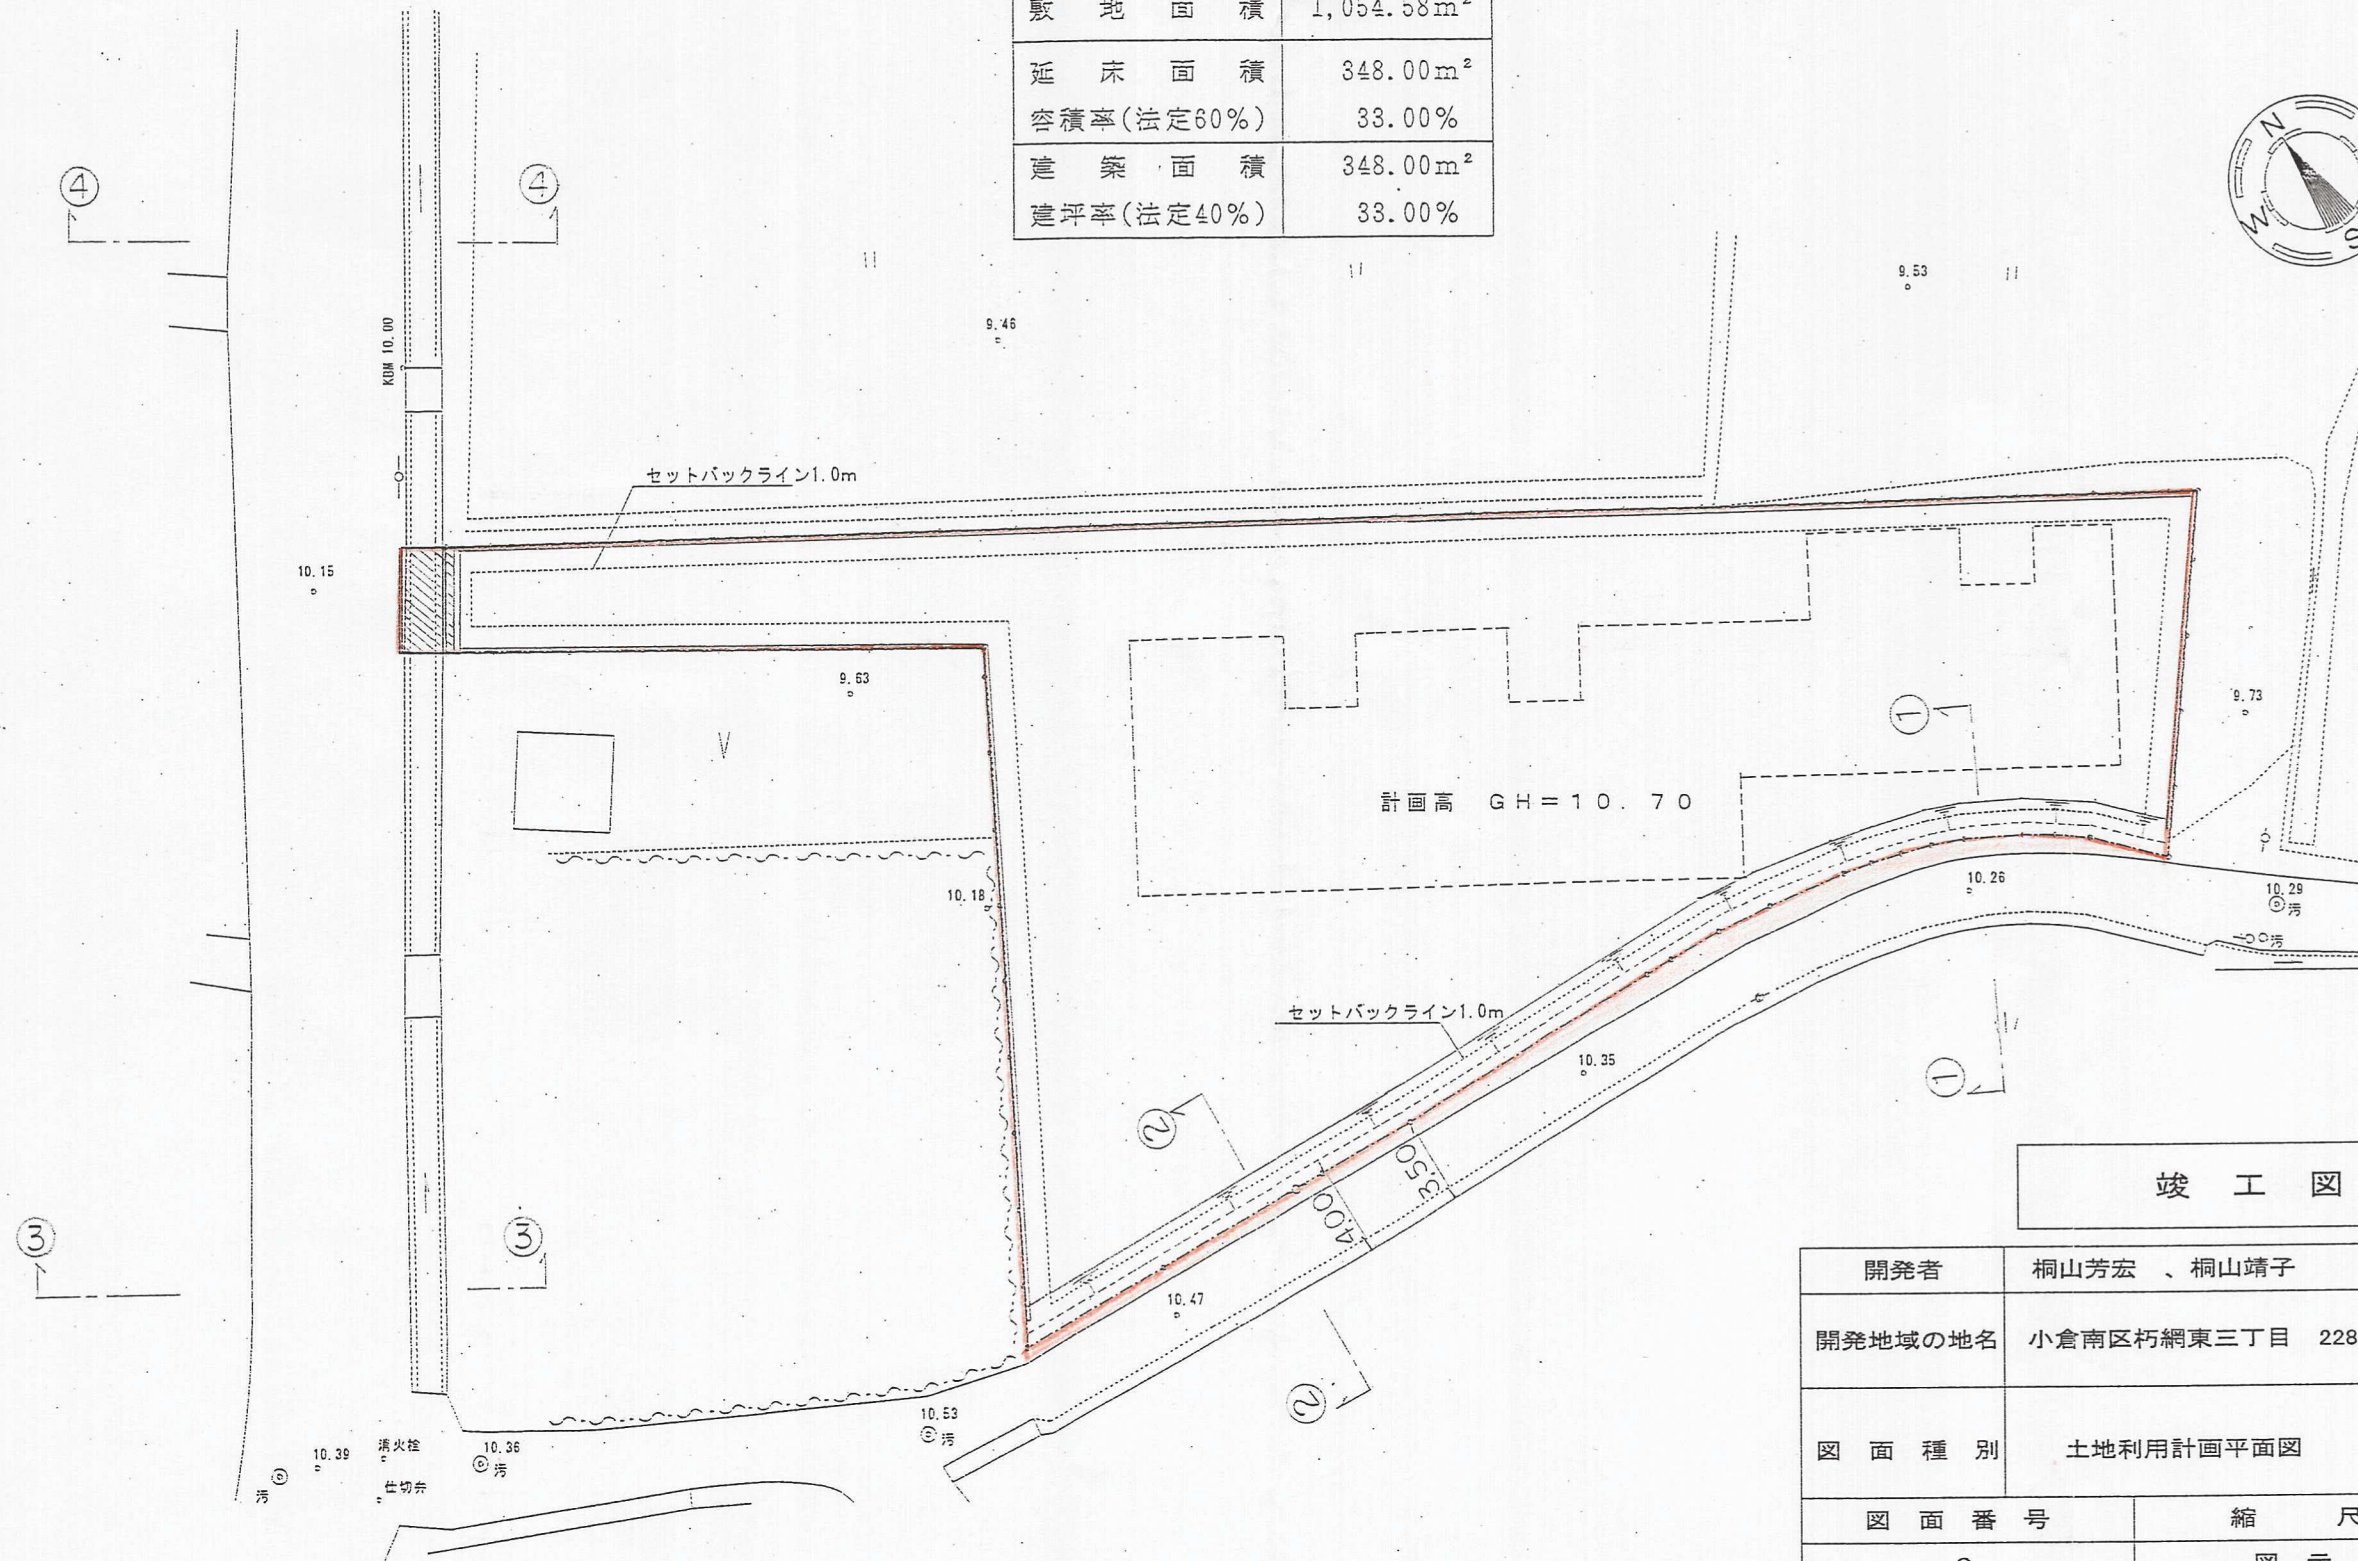 敷地面積 1,054.58m²
延床面積 348.00m²
容積率(法定60%) 33.00%
建築面積 348.00m²
建坪率(法定40%) 33.00%
N
W
S
④
④
9.53
9.46
KBM 10.00
セットバックライン1.0m
10.15
9.63
9.73
①
計画高 GH=10.70
10.18
10.26
10.29
汚
汚
セットバックライン1.0m
10.35
①
②
3.50
4.00
竣工図
③
③
開発者 桐山芳宏 、桐山靖子
10.47
開発地域の地名 小倉南区朽網東三丁目 228
②
10.53
汚
図面種別 土地利用計画平面図
10.39
消火栓
10.36
汚
汚
仕切弁
図面番号 縮尺